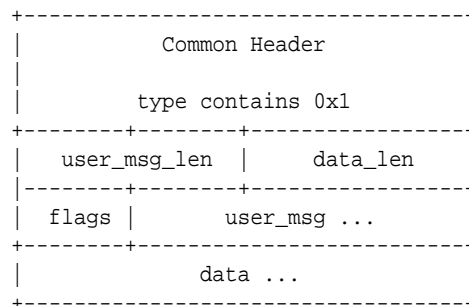 Common Header
type contains 0x1
user_msg_len | data_len
flags | user_msg ...
data ...